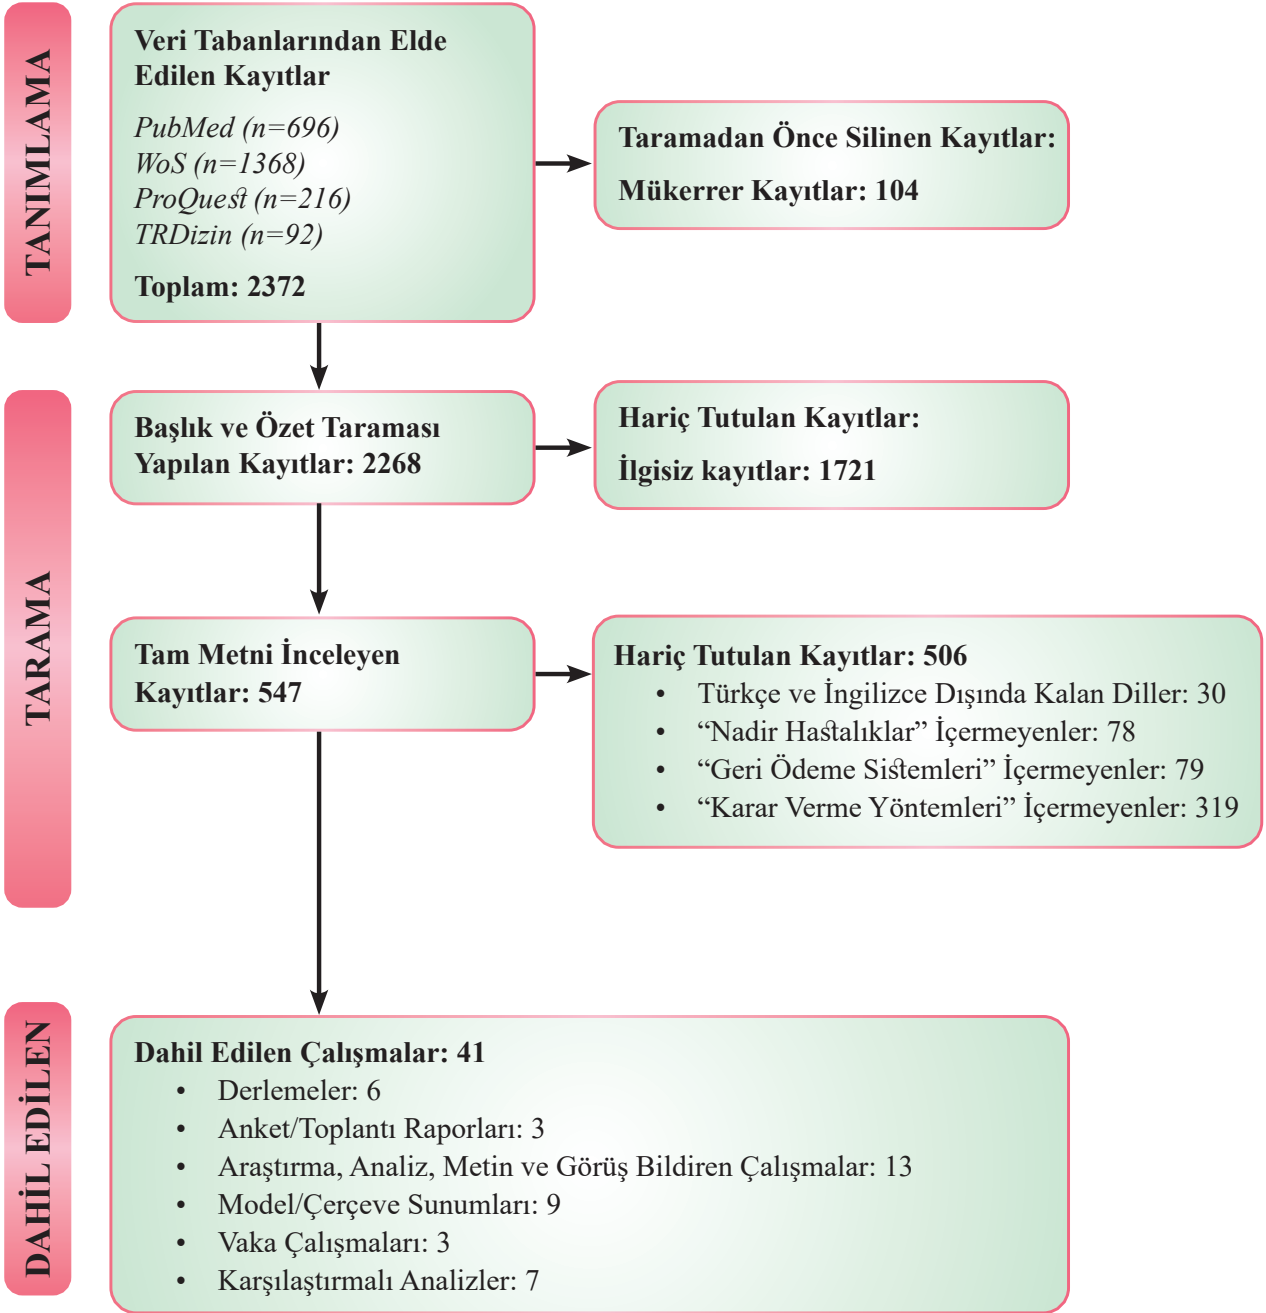 TANIMLAMA
Veri Tabanlarından Elde
Edilen Kayıtlar
PubMed (n=696)
WoS (n=1368)
ProQuest (n=216)
TRDizin (n=92)
Toplam: 2372
Taramadan Önce Silinen Kayıtlar:
Mükerrer Kayıtlar: 104
TARAMA
Başlık ve Özet Taraması
Yapılan Kayıtlar: 2268
Hariç Tutulan Kayıtlar:
İlgisiz kayıtlar: 1721
Tam Metni İnceleyen
Kayıtlar: 547
Hariç Tutulan Kayıtlar: 506
• Türkçe ve İngilizce Dışında Kalan Diller: 30
• “Nadir Hastalıklar” İçermeyenler: 78
• “Geri Ödeme Sistemleri” İçermeyenler: 79
• “Karar Verme Yöntemleri” İçermeyenler: 319
DAHİL EDİLEN
Dahil Edilen Çalışmalar: 41
• Derlemeler: 6
• Anket/Toplantı Raporları: 3
• Araştırma, Analiz, Metin ve Görüş Bildiren Çalışmalar: 13
• Model/Çerçeve Sunumları: 9
• Vaka Çalışmaları: 3
• Karşılaştırmalı Analizler: 7